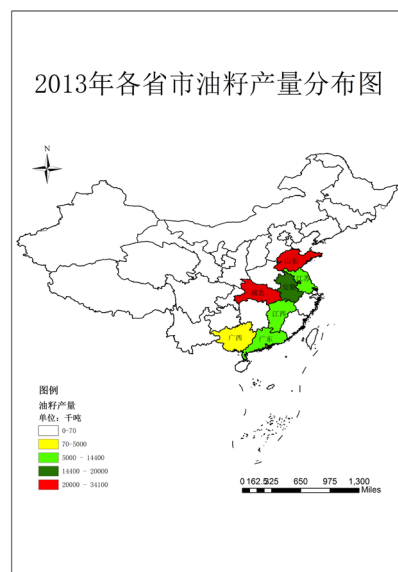 2013年各省市油籽产量分布图
N
山东
江苏
安徽
湖北
江西
广西
广东
图例
油籽产量
单位：千吨
0-70
70-5000
5000 - 14400
14400 - 20000
20000 - 34100
0 162.5325 650 975 1,300
Miles